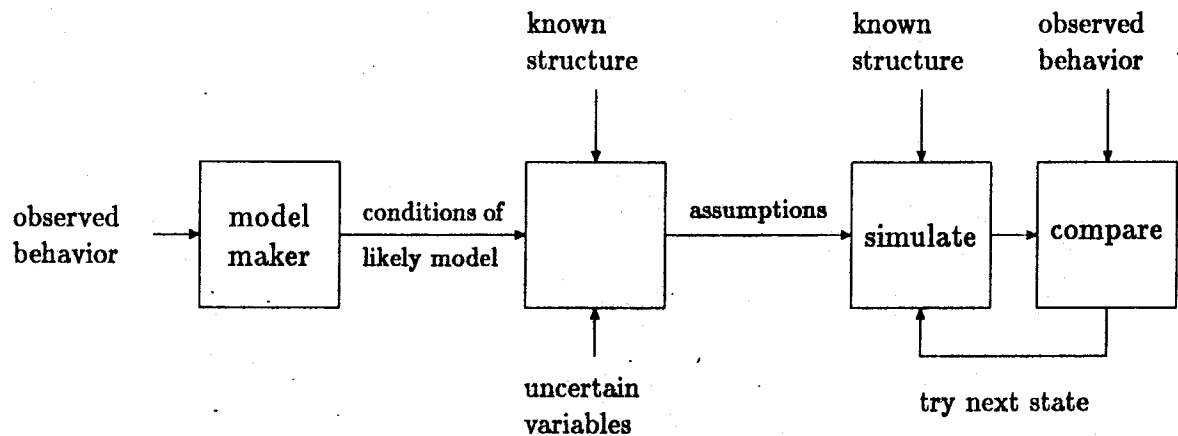 known
structure
known
structure
observed
behavior
observed
behavior
model
maker
conditions of
likely model
assumptions
simulate
compare
uncertain
variables
try next state